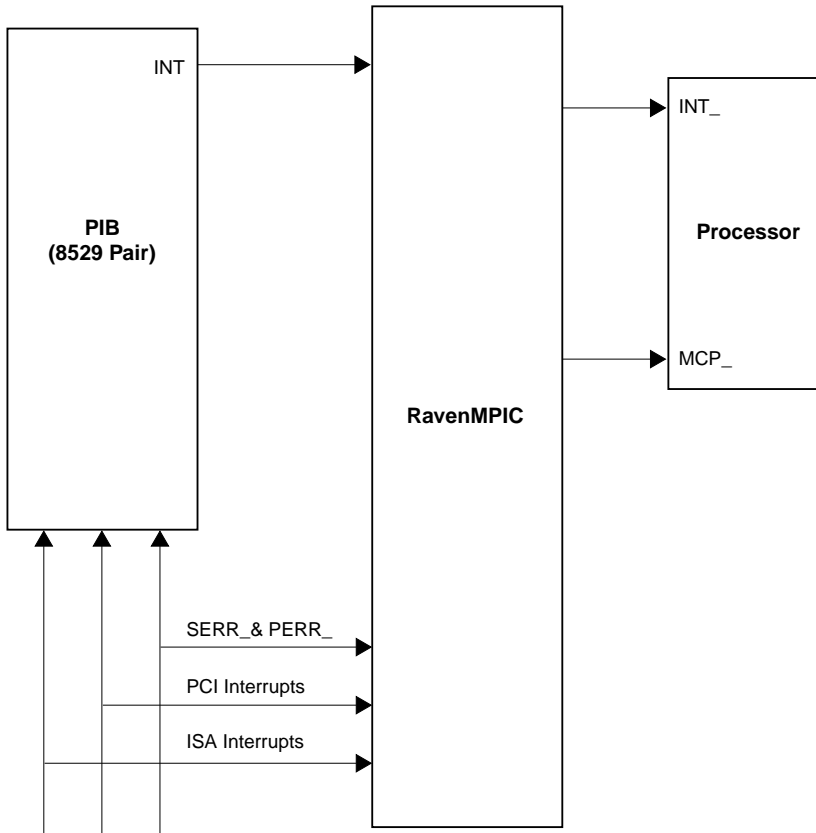 INT
INT_
PIB
(8529 Pair)
Processor
MCP_
RavenMPIC
SERR_& PERR_
PCI Interrupts
ISA Interrupts